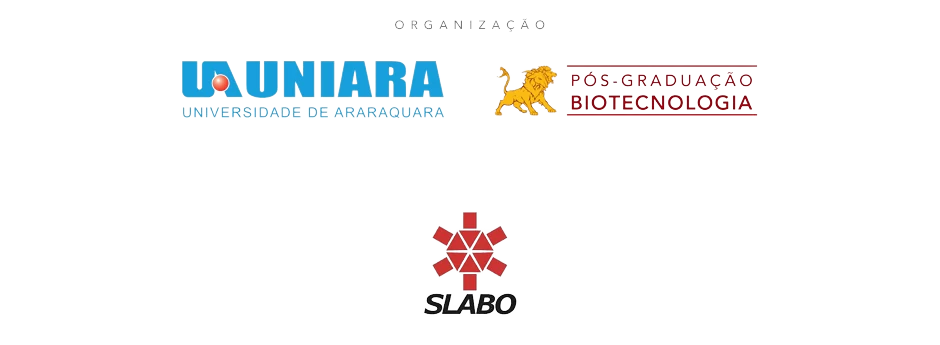 ORGANIZAÇÃO
UNIARA
UNIVERSIDADE DE ARARAQUARA
PÓS-GRADUAÇÃO
BIOTECNOLOGIA
SLABO